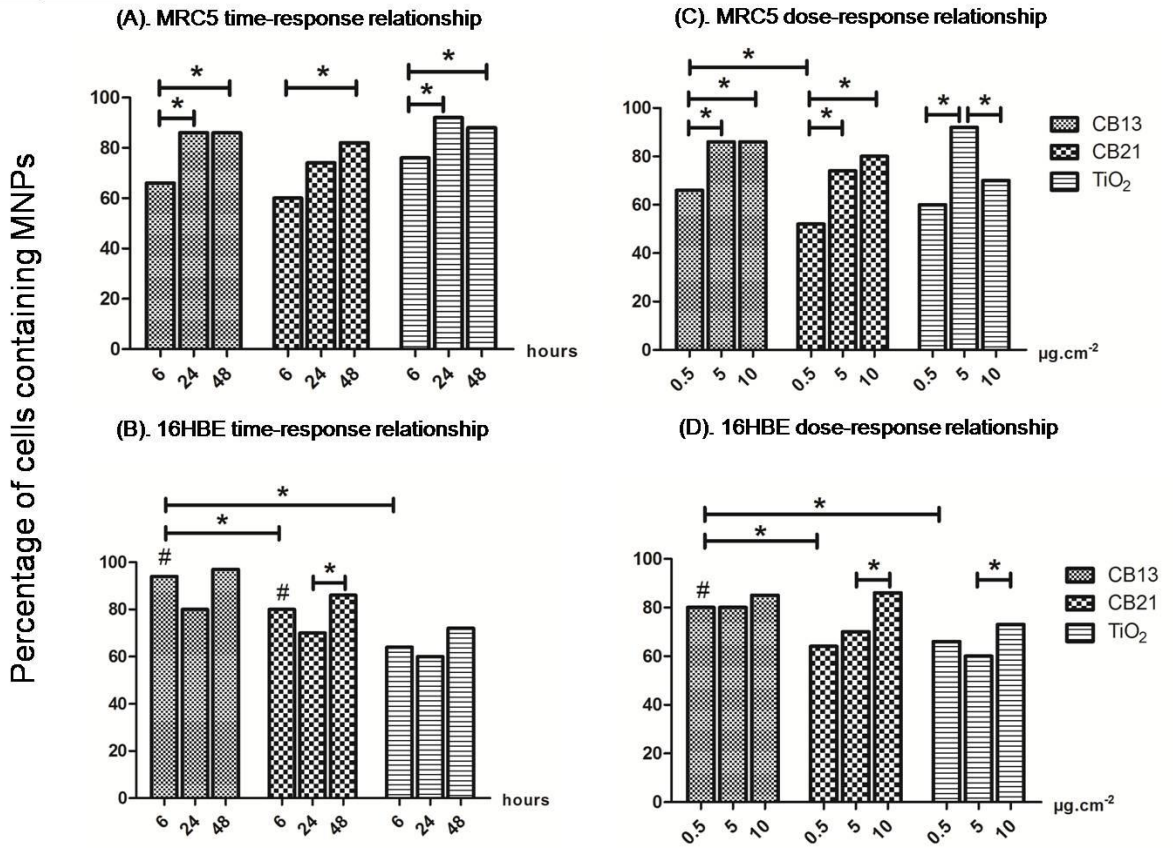 Percentage of cells containing MNPs
(A). MRC5 time-response relationship
* * * * *
100
80
60
40
20
0
6 24 48 6 24 48 6 24 48
hours
(C). MRC5 dose-response relationship
* * * * * * *
100
80
60
40
20
0
0.5 5 10 0.5 5 10 0.5 5 10
µg.cm-2
CB13
CB21
TiO2
(B). 16HBE time-response relationship
* * *
# #
100
80
60
40
20
0
6 24 48 6 24 48 6 24 48
hours
(D). 16HBE dose-response relationship
* * * *
#
100
80
60
40
20
0
0.5 5 10 0.5 5 10 0.5 5 10
µg.cm-2
CB13
CB21
TiO2